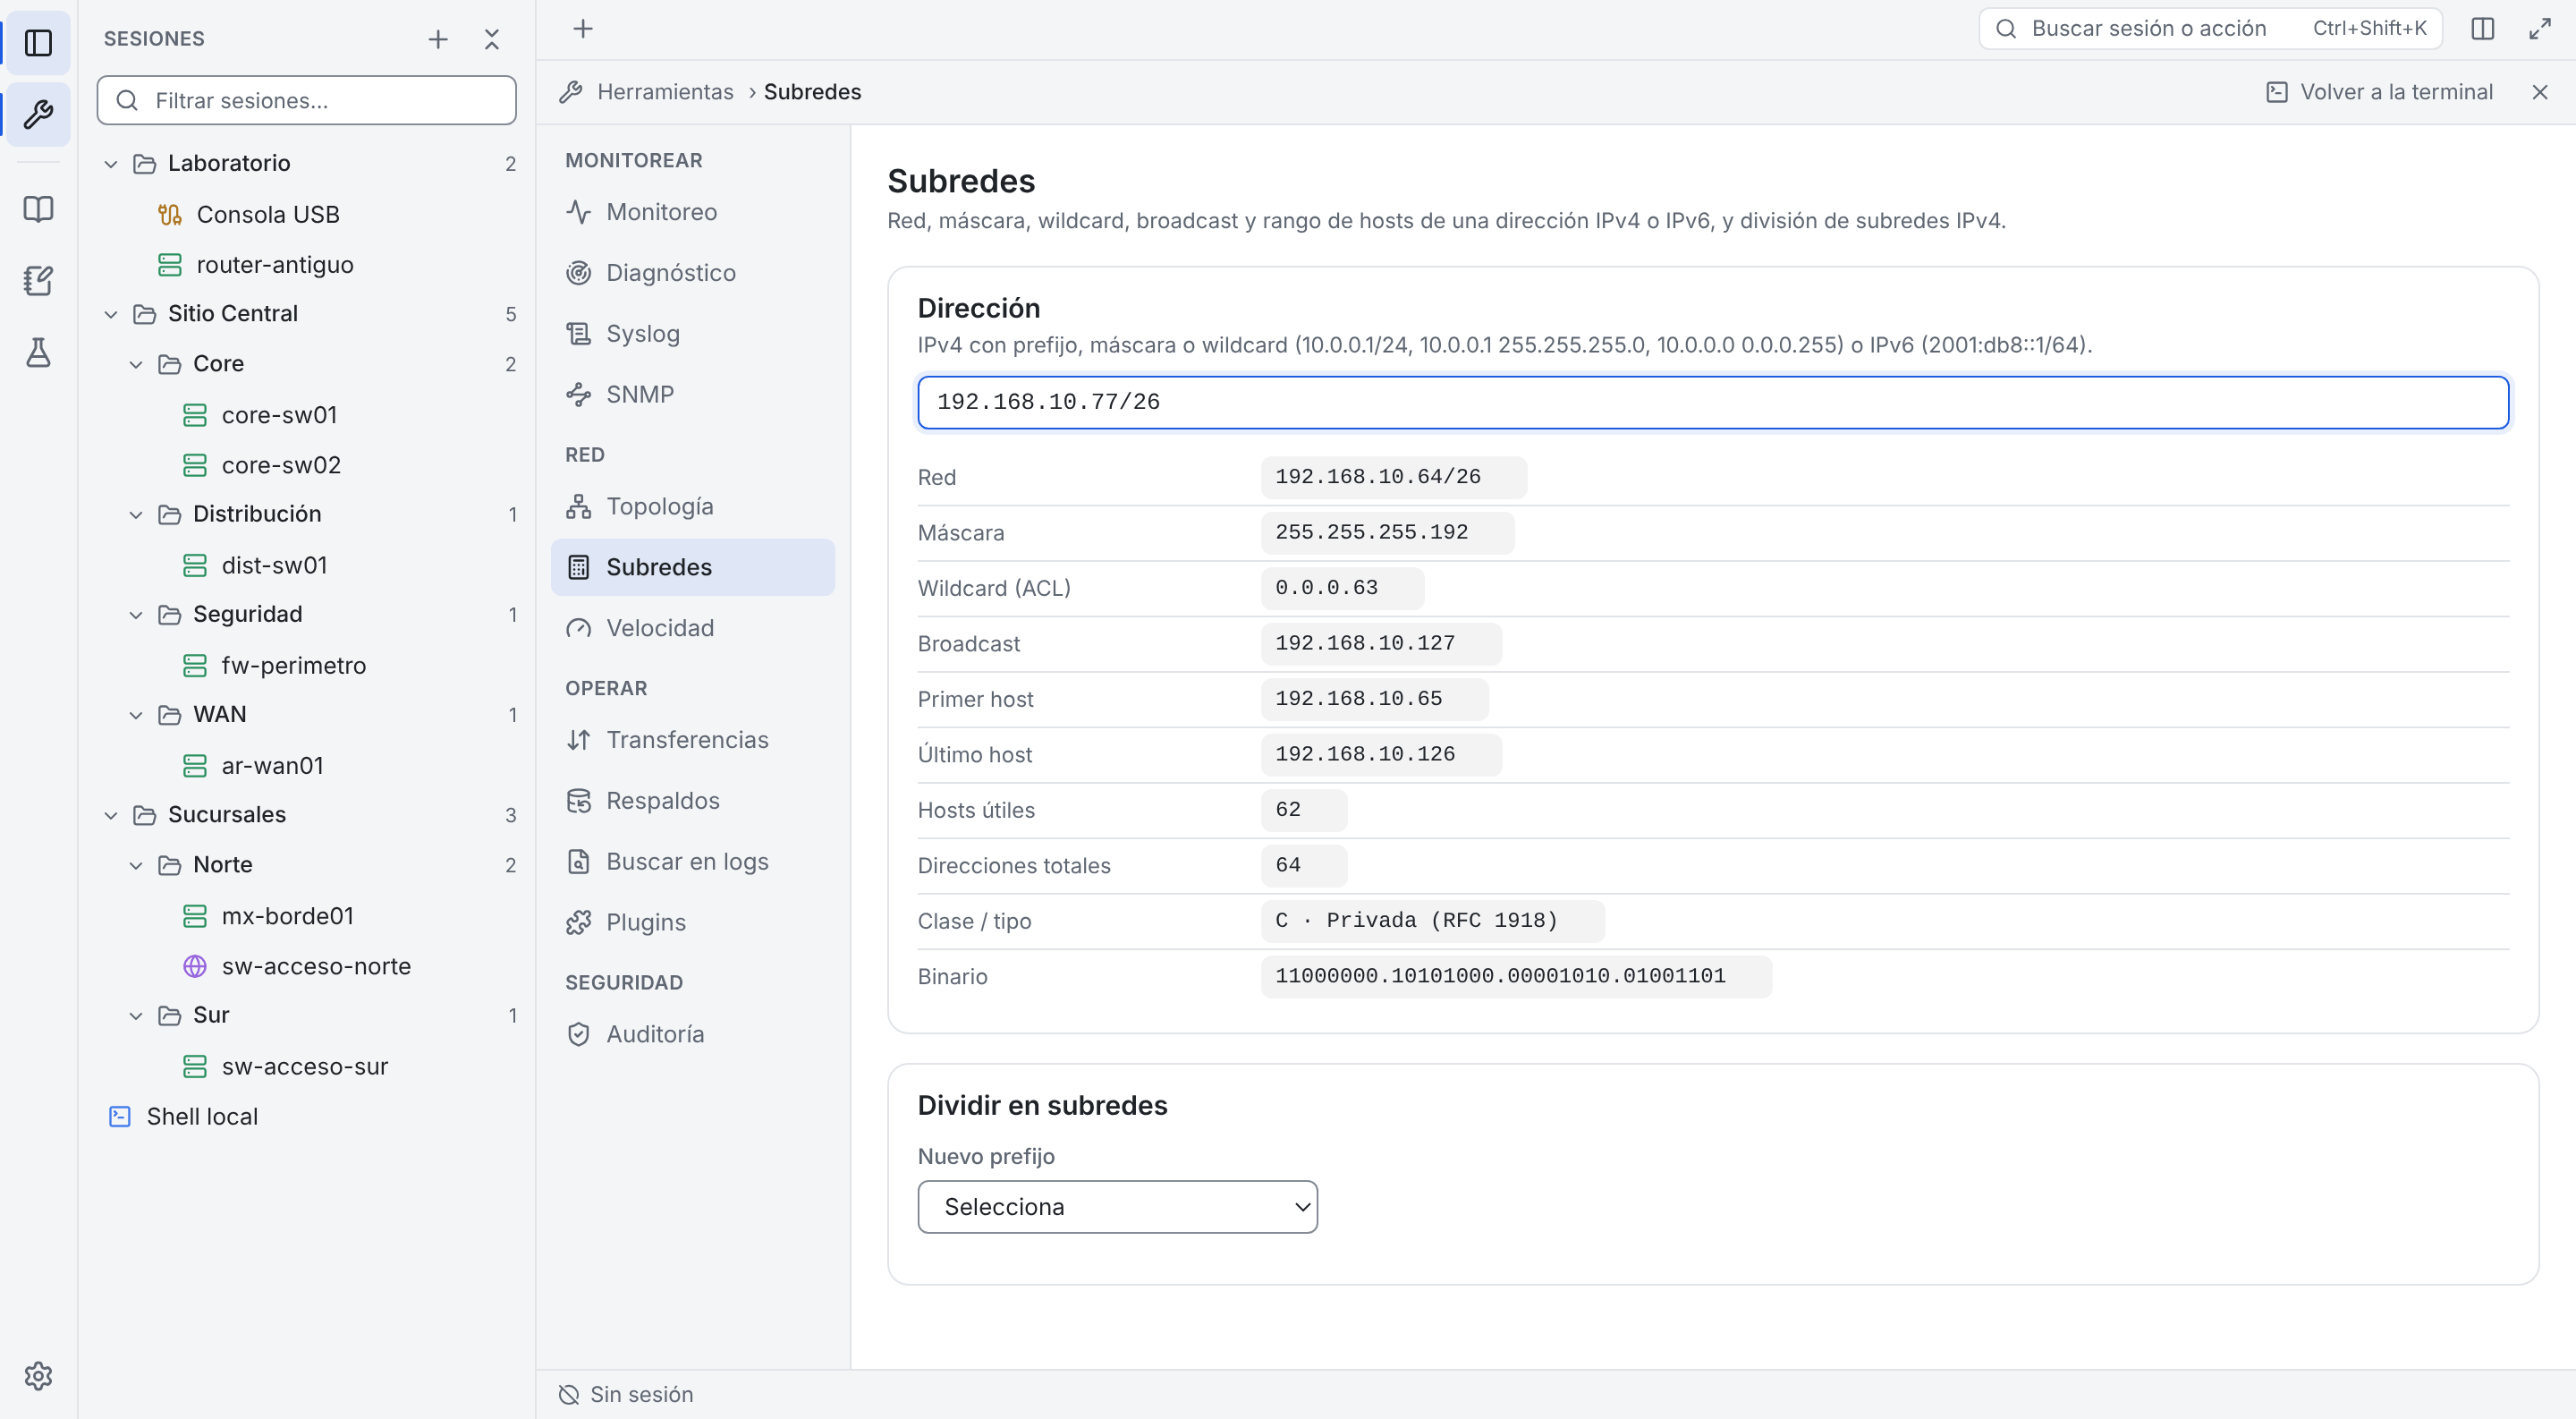 SESIONES
Filtrar sesiones...
Laboratorio 2
Consola USB
router-antiguo
Sitio Central 5
Core 2
core-sw01
core-sw02
Distribución 1
dist-sw01
Seguridad 1
fw-perimetro
WAN 1
ar-wan01
Sucursales 3
Norte 2
mx-borde01
sw-acceso-norte
Sur 1
sw-acceso-sur
Shell local
Buscar sesión o acción Ctrl+Shift+K
Herramientas › Subredes
Volver a la terminal
MONITOREAR
Monitoreo
Diagnóstico
Syslog
SNMP
RED
Topología
Subredes
Velocidad
OPERAR
Transferencias
Respaldos
Buscar en logs
Plugins
SEGURIDAD
Auditoría
Subredes
Red, máscara, wildcard, broadcast y rango de hosts de una dirección IPv4 o IPv6, y división de subredes IPv4.
Dirección
IPv4 con prefijo, máscara o wildcard (10.0.0.1/24, 10.0.0.1 255.255.255.0, 10.0.0.0 0.0.0.255) o IPv6 (2001:db8::1/64).
192.168.10.77/26
Red 192.168.10.64/26
Máscara 255.255.255.192
Wildcard (ACL) 0.0.0.63
Broadcast 192.168.10.127
Primer host 192.168.10.65
Último host 192.168.10.126
Hosts útiles 62
Direcciones totales 64
Clase / tipo C · Privada (RFC 1918)
Binario 11000000.10101000.00001010.01001101
Dividir en subredes
Nuevo prefijo
Selecciona
Sin sesión